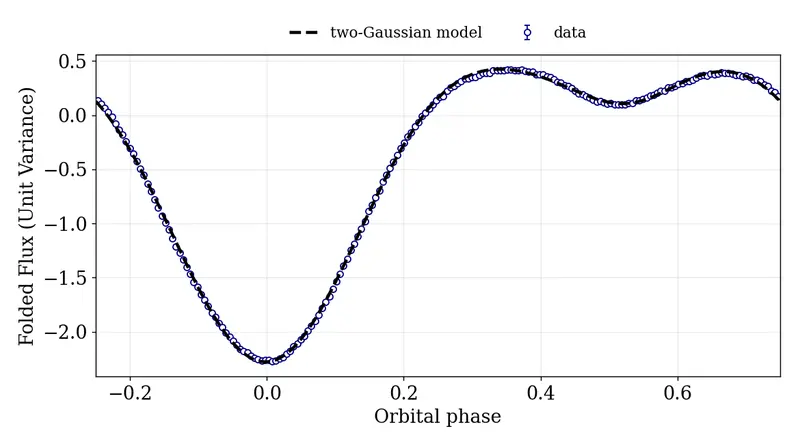 two-Gaussian model
data
Folded Flux (Unit Variance)
0.5
0.0
−0.5
−1.0
−1.5
−2.0
−0.2
0.0
0.2
0.4
0.6
Orbital phase